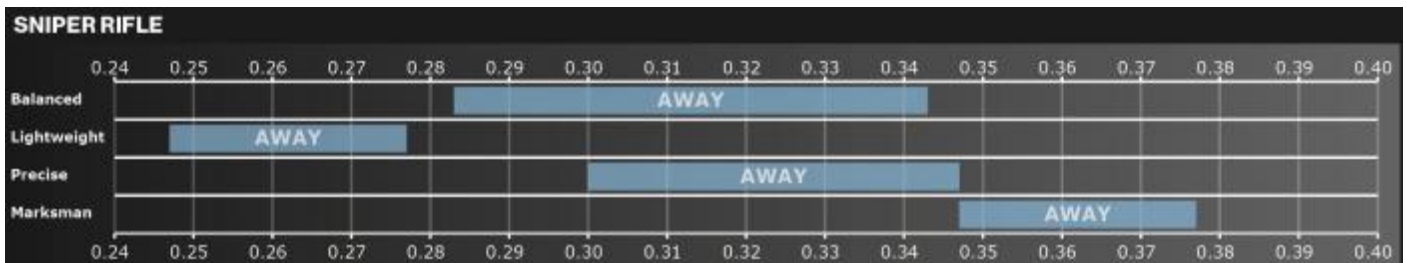 SNIPER RIFLE
0.24 0.25 0.26 0.27 0.28 0.29 0.30 0.31 0.32 0.33 0.34 0.35 0.36 0.37 0.38 0.39 0.40
Balanced AWAY
Lightweight AWAY
Precise AWAY
Marksman AWAY
0.24 0.25 0.26 0.27 0.28 0.29 0.30 0.31 0.32 0.33 0.34 0.35 0.36 0.37 0.38 0.39 0.40